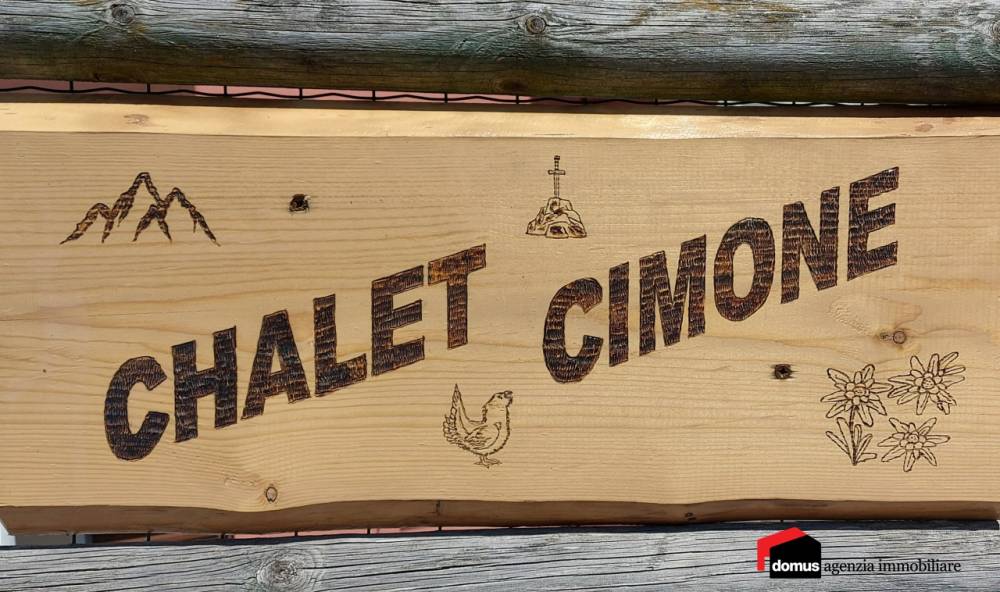 CHALET CIMONE
domus agenzia immobiliare